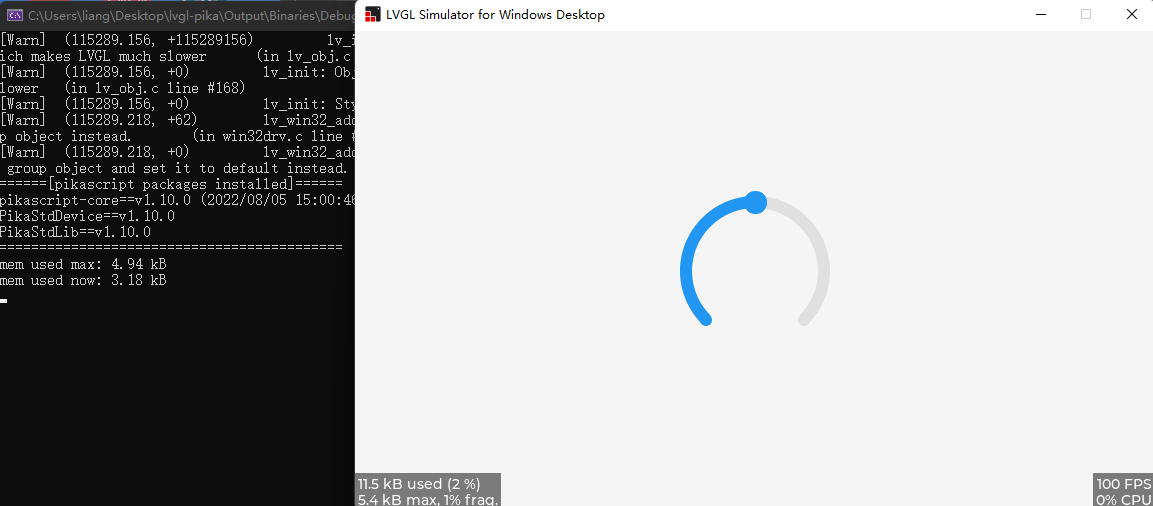 C:\Users\liang\Desktop\lvgl-pika\Output\Binaries\Debug
[Warn] (115289.156, +115289156) lv_i
ich makes LVGL much slower (in lv_obj.c
[Warn] (115289.156, +0) lv_init: Obj
lower (in lv_obj.c line #168)
[Warn] (115289.156, +0) lv_init: Sty
[Warn] (115289.218, +62) lv_win32_add
p object instead. (in win32drv.c line #
[Warn] (115289.218, +0) lv_win32_add
group object and set it to default instead.
======[pikascript packages installed]======
pikascript-core==v1.10.0 (2022/08/05 15:00:46
PikaStdDevice==v1.10.0
PikaStdLib==v1.10.0
===========================================
mem used max: 4.94 kB
mem used now: 3.18 kB
LVGL Simulator for Windows Desktop
11.5 kB used (2 %)
5.4 kB max, 1% frag.
100 FPS
0% CPU